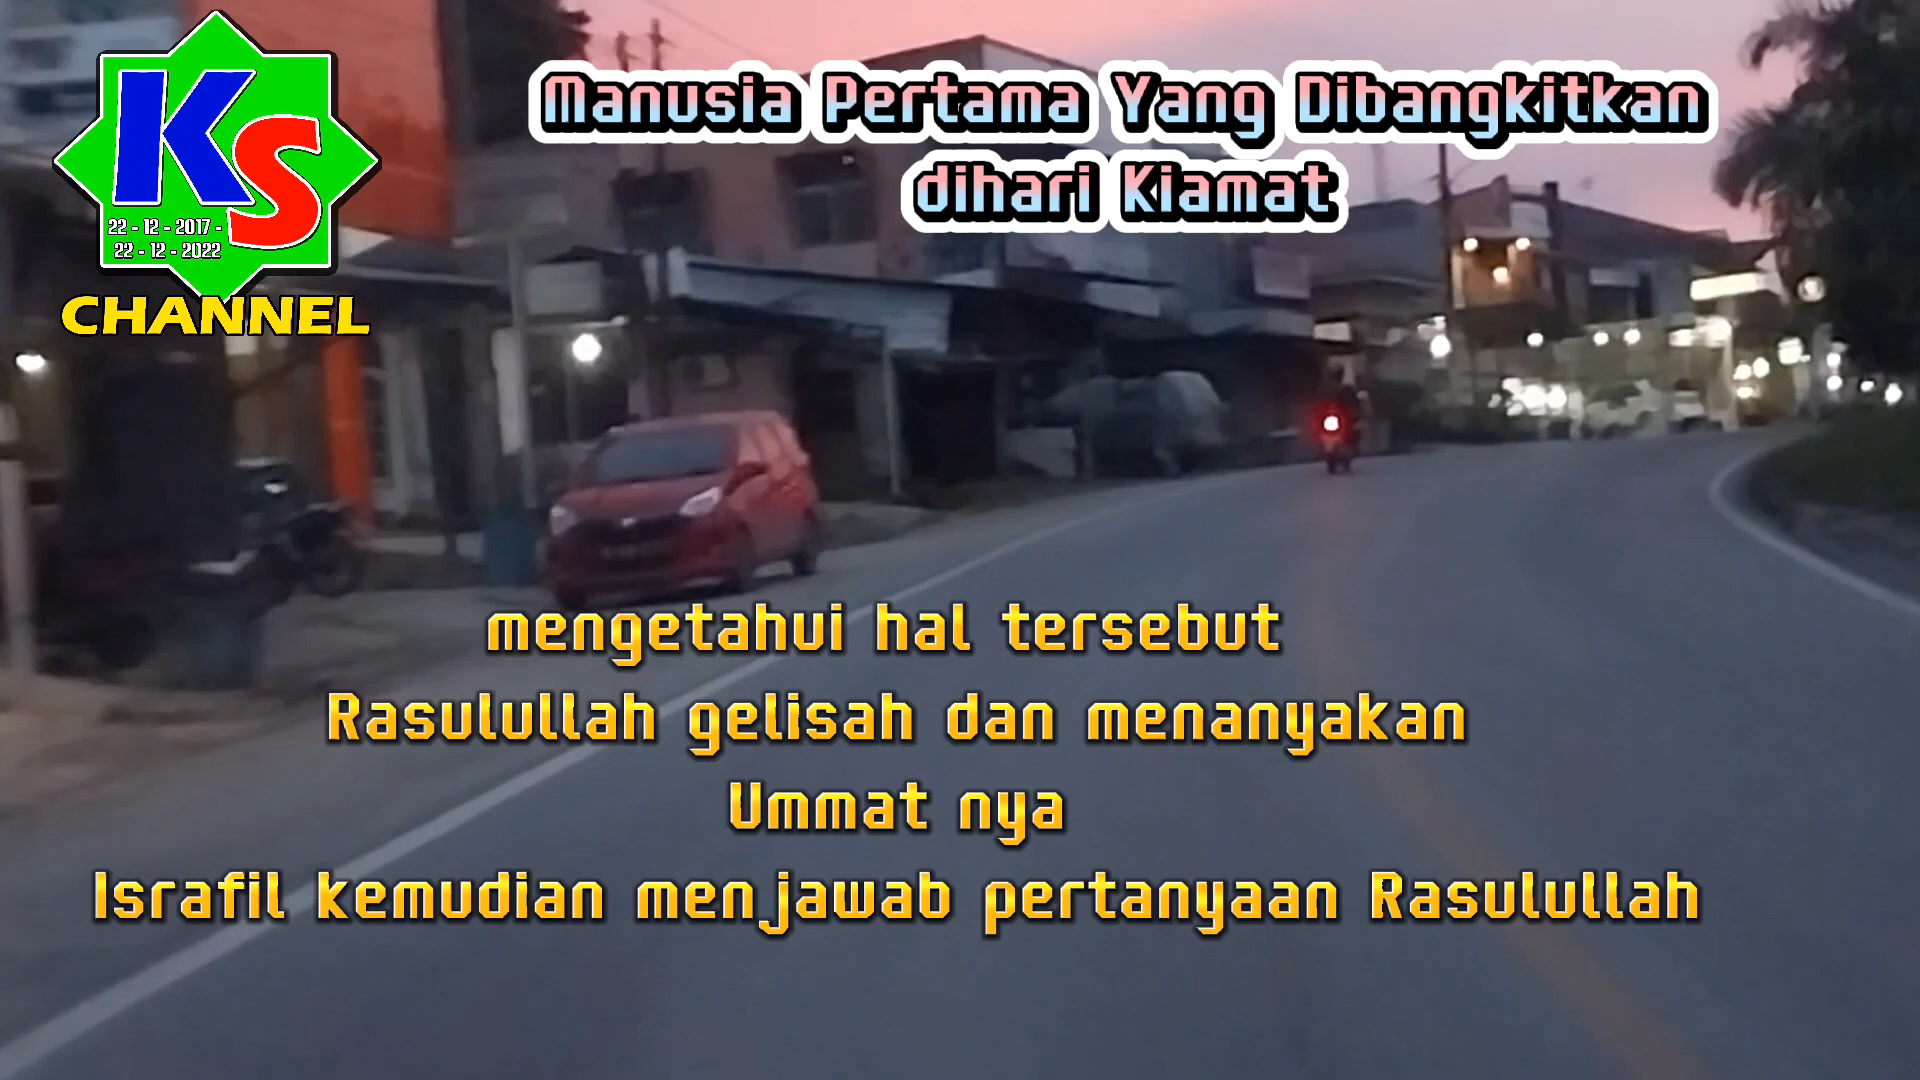 KS
22 - 12 - 2017 -
22 - 12 - 2022
CHANNEL
Manusia Pertama Yang Dibangkitkan
dihari Kiamat
mengetahui hal tersebut
Rasulullah gelisah dan menanyakan
Ummat nya
Israfil kemudian menjawab pertanyaan Rasulullah